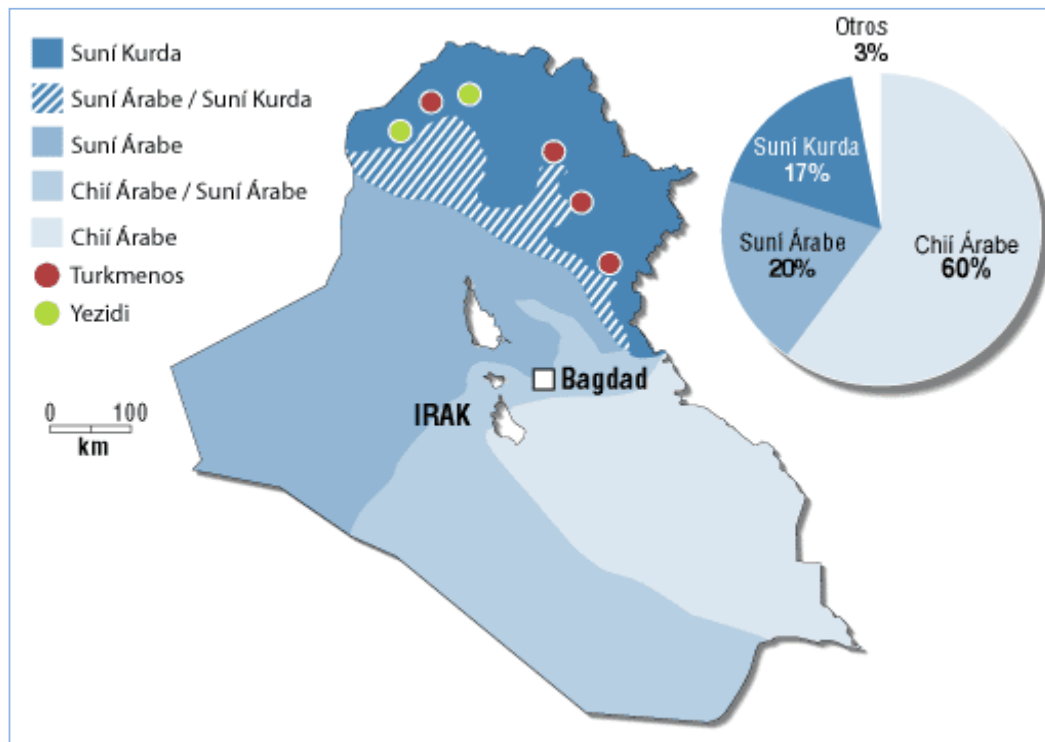 Suní Kurda
Suní Árabe / Suní Kurda
Suní Árabe
Chií Árabe / Suní Árabe
Chií Árabe
Turkmenos
Yezidi
0 100
km
IRAK
Bagdad
Otros
3%
Suní Kurda
17%
Suní Árabe
20%
Chií Árabe
60%